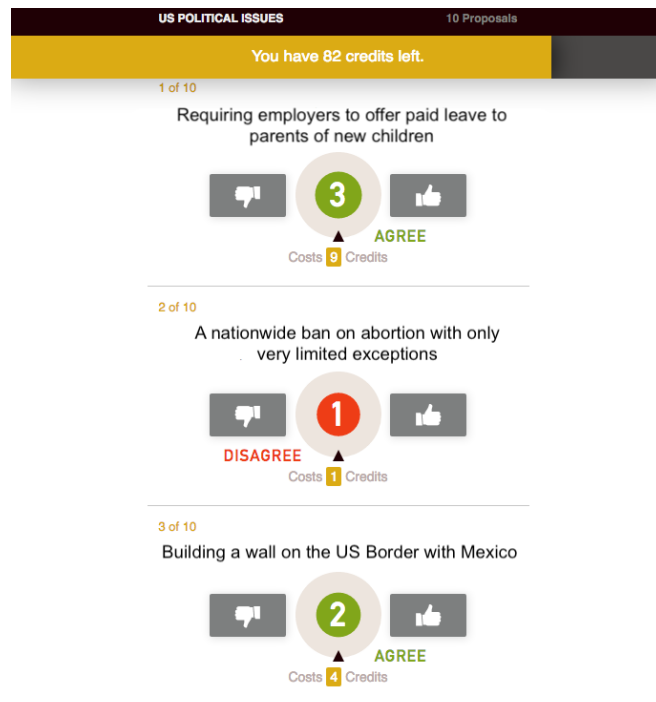 US POLITICAL ISSUES 10 Proposals
You have 82 credits left.
1 of 10
Requiring employers to offer paid leave to
parents of new children
3
AGREE
Costs 9 Credits
2 of 10
A nationwide ban on abortion with only
very limited exceptions
1
DISAGREE
Costs 1 Credits
3 of 10
Building a wall on the US Border with Mexico
2
AGREE
Costs 4 Credits